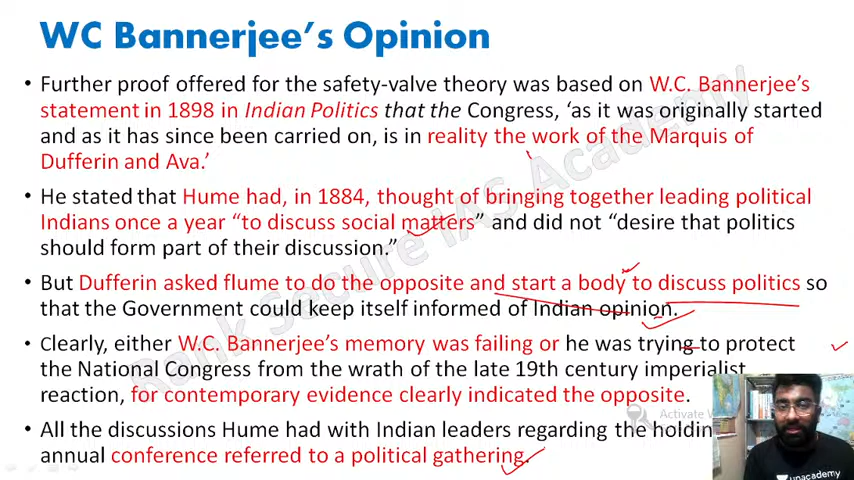 WC Bannerjee's Opinion
• Further proof offered for the safety-valve theory was based on W.C. Bannerjee's
statement in 1898 in Indian Politics that the Congress, 'as it was originally started
and as it has since been carried on, is in reality the work of the Marquis of
Dufferin and Ava.'
• He stated that Hume had, in 1884, thought of bringing together leading political
Indians once a year "to discuss social matters" and did not "desire that politics
should form part of their discussion."
• But Dufferin asked flume to do the opposite and start a body to discuss politics so
that the Government could keep itself informed of Indian opinion.
• Clearly, either W.C. Bannerjee's memory was failing or he was trying to protect
the National Congress from the wrath of the late 19th century imperialist
reaction, for contemporary evidence clearly indicated the opposite.
• All the discussions Hume had with Indian leaders regarding the holdin
annual conference referred to a political gathering.
Rank Secure IAS Academy
Activate W
unacademy